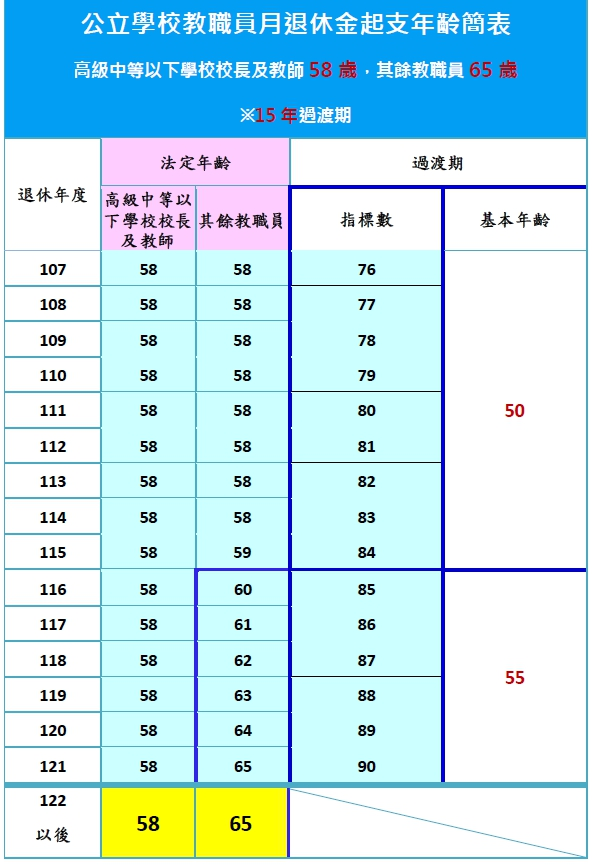 公立學校教職員月退休金起支年齡簡表
高級中等以下學校校長及教師 58 歲，其餘教職員 65 歲
※15 年過渡期
退休年度 法定年齡 過渡期
高級中等以
下學校校長
及教師 其餘教職員 指標數 基本年齡
107 58 58 76
108 58 58 77
109 58 58 78
110 58 58 79
111 58 58 80 50
112 58 58 81
113 58 58 82
114 58 58 83
115 58 59 84
116 58 60 85
117 58 61 86
118 58 62 87
55
119 58 63 88
120 58 64 89
121 58 65 90
122
以後 58 65